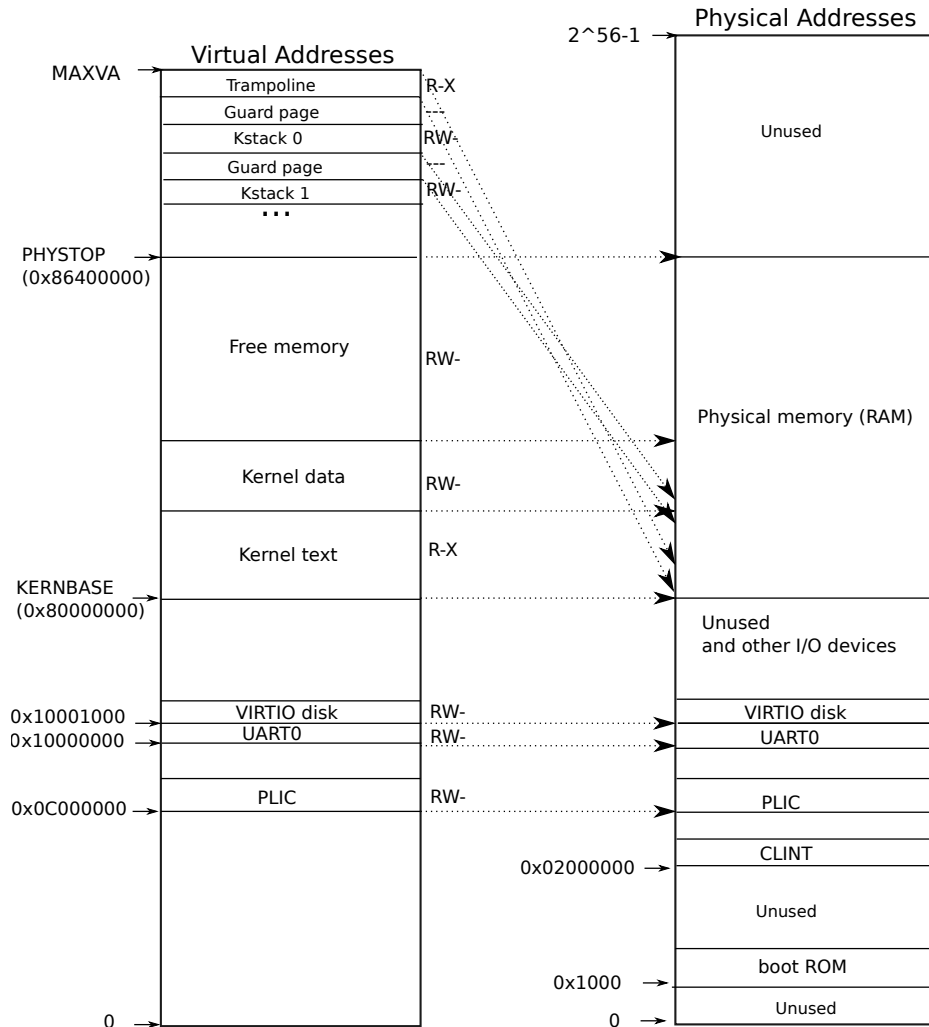 Physical Addresses
2^56-1
Virtual Addresses
MAXVA
Trampoline
R-X
Guard page
---
Unused
Kstack 0
RW-
Guard page
---
Kstack 1
RW-
...
PHYSTOP
(0x86400000)
Free memory
RW-
Physical memory (RAM)
Kernel data
RW-
Kernel text
R-X
KERNBASE
(0x80000000)
Unused
and other I/O devices
0x10001000
VIRTIO disk
RW-
VIRTIO disk
0x10000000
UART0
RW-
UART0
0x0C000000
PLIC
RW-
PLIC
CLINT
0x02000000
Unused
boot ROM
0x1000
Unused
0
0